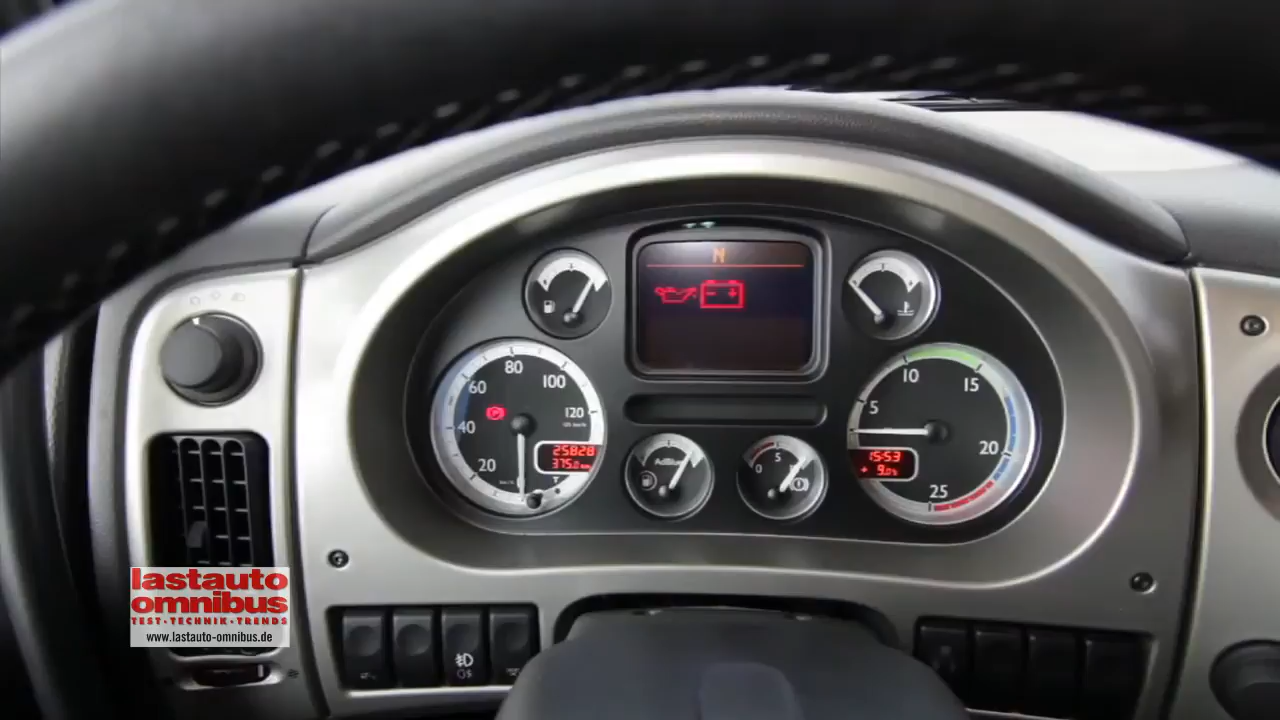 N
80
60
100
120
40
20
25828
375.0 km
AdBlue
0
5
10
15
5
20
25
15:53
+ 9.0°c
lastauto
omnibus
TEST•TECHNIK•TRENDS
www.lastauto-omnibus.de